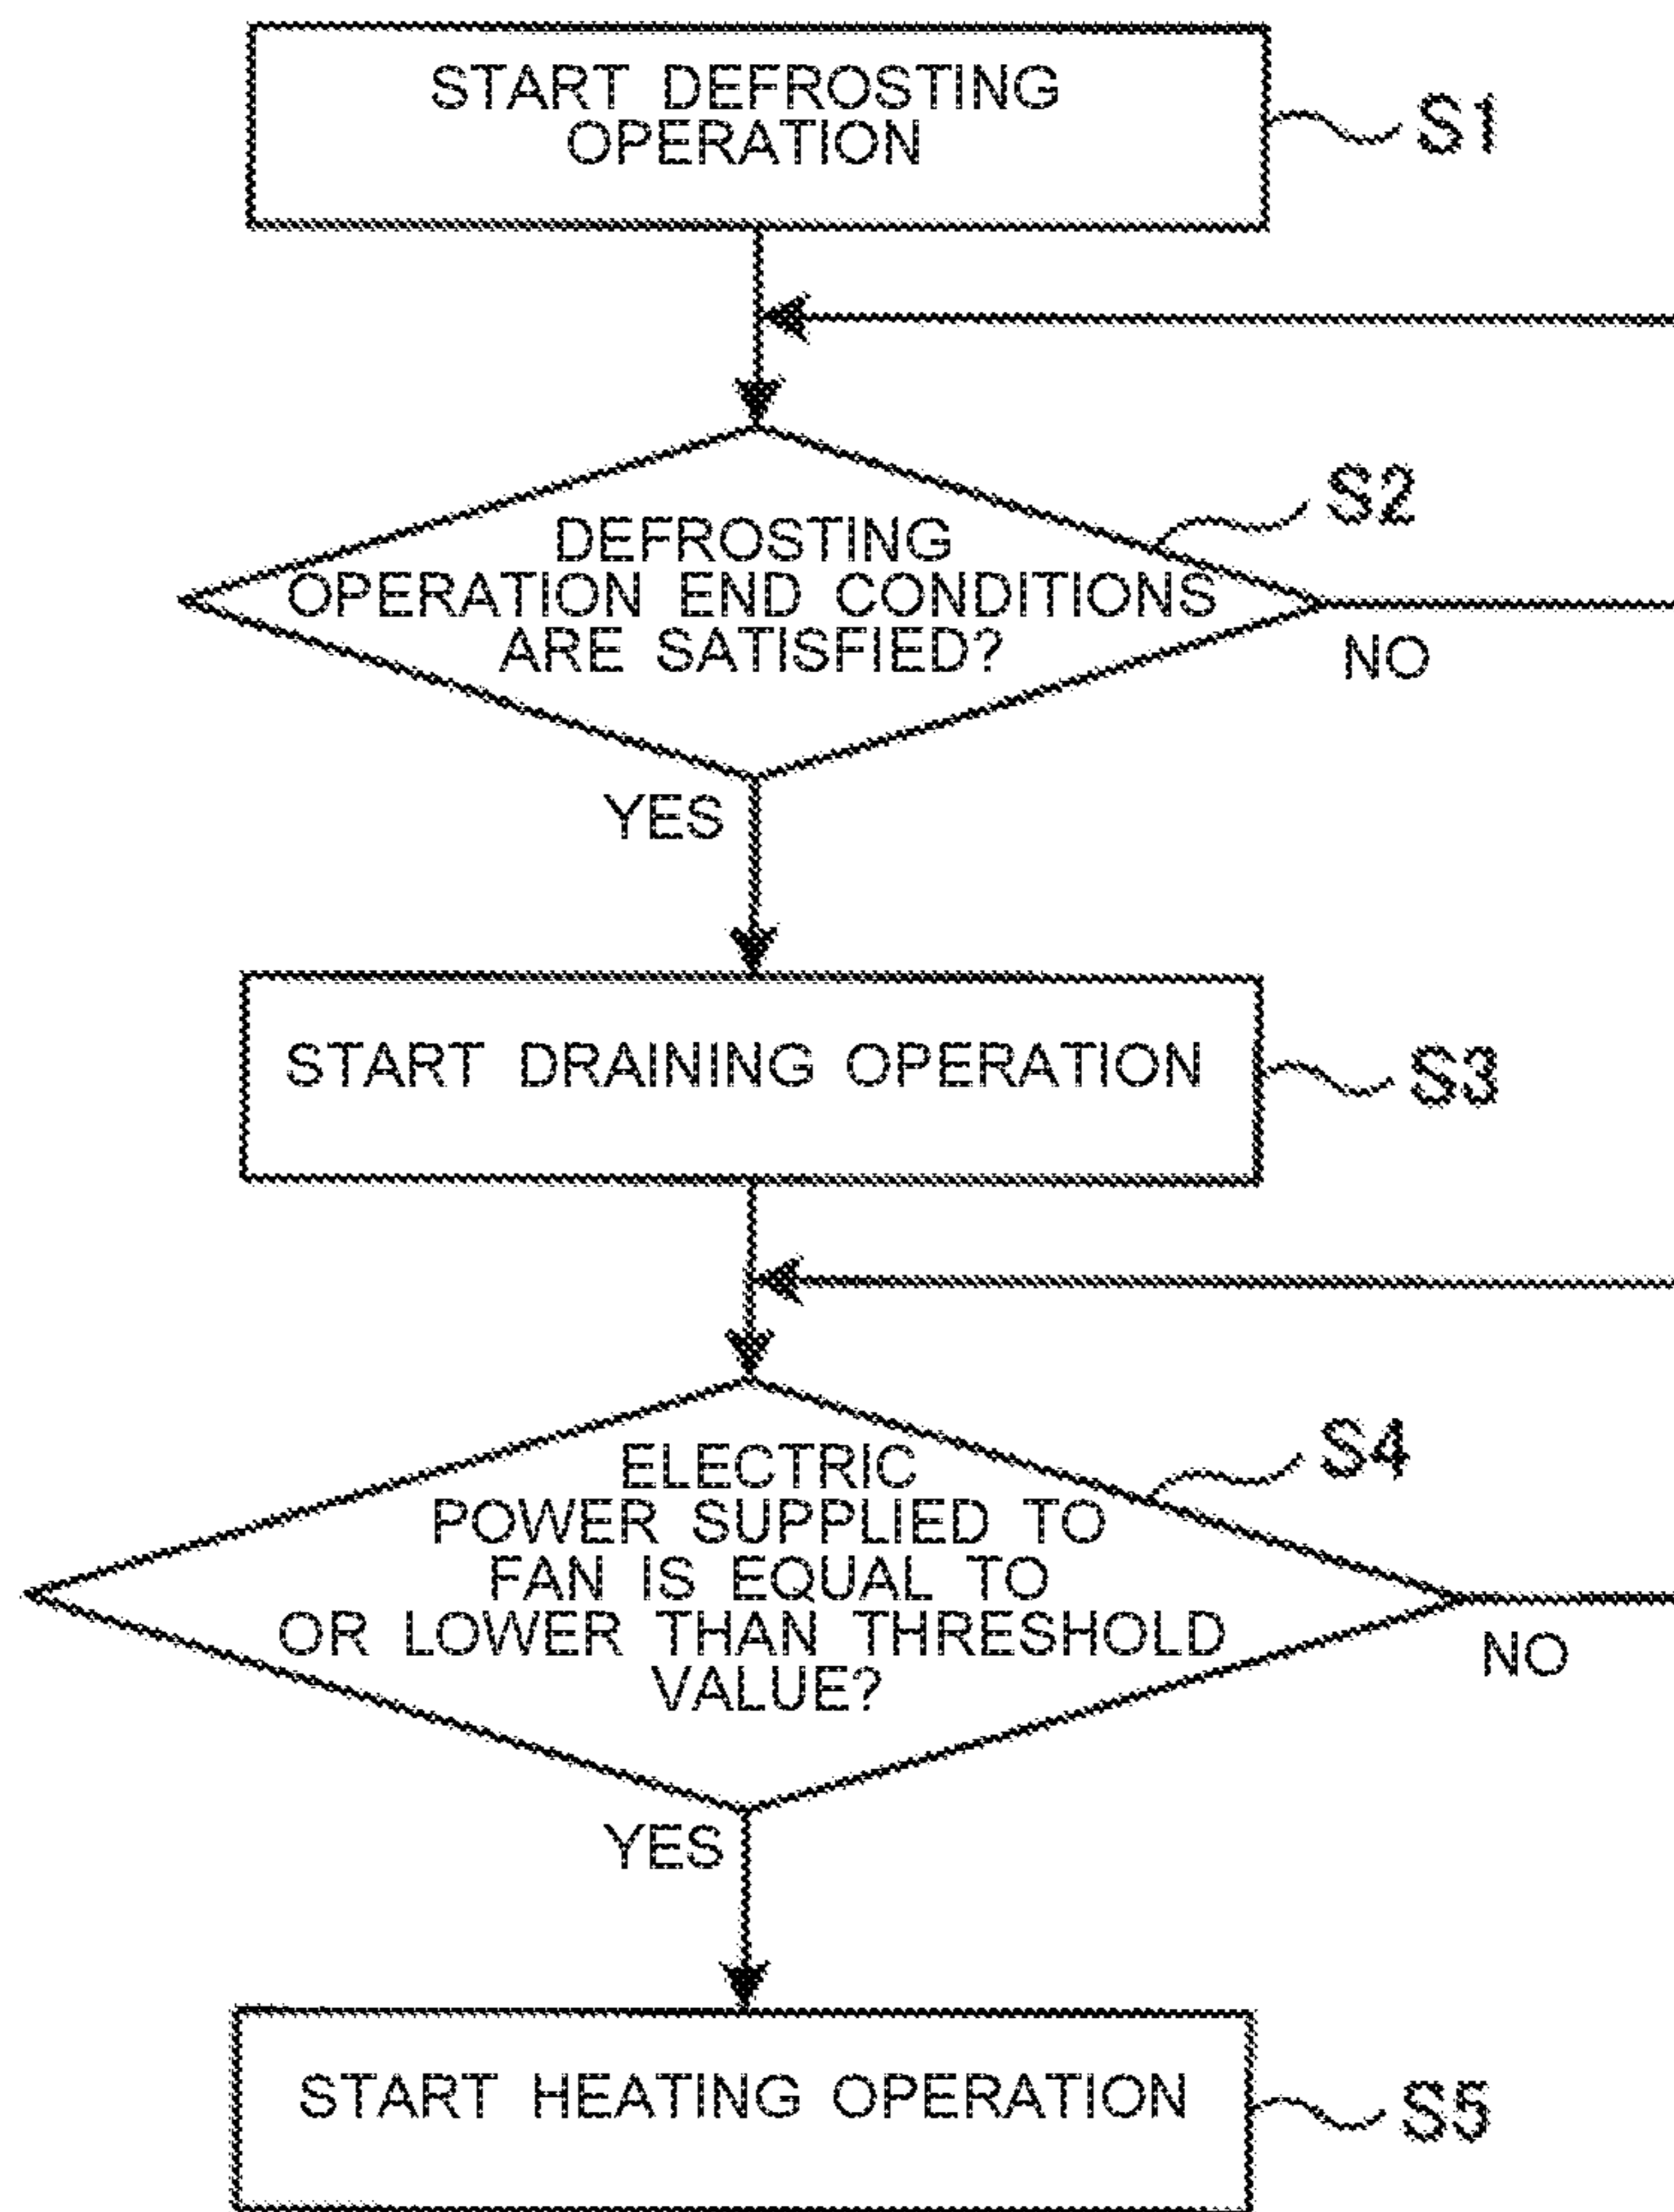 START DEFROSTING
OPERATION
S1
S2
DEFROSTING
OPERATION END CONDITIONS
ARE SATISFIED?
NO
YES
START DRAINING OPERATION
S3
S4
ELECTRIC
POWER SUPPLIED TO
FAN IS EQUAL TO
OR LOWER THAN THRESHOLD
VALUE?
NO
YES
START HEATING OPERATION
S5